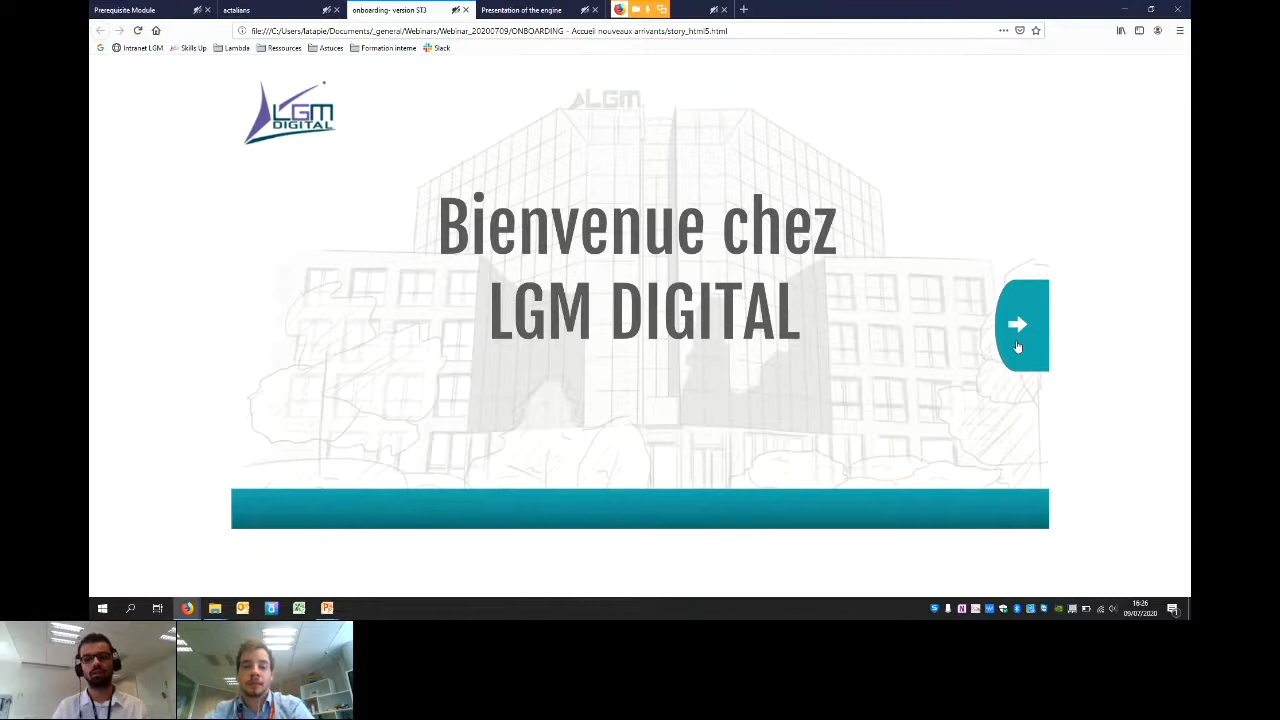 Prerequisite Module
actalians
onboarding- version ST3
Presentation of the engine
file:///C:/Users/latapie/Documents/_general/Webinars/Webinar_20200709/ONBOARDING - Accueil nouveaux arrivants/story_html5.html
Intranet LGM
Skills Up
Lambda
Ressources
Astuces
Formation interne
Slack
LGM
DIGITAL
LGM
Bienvenue chez
LGM DIGITAL
16:26
09/07/2020